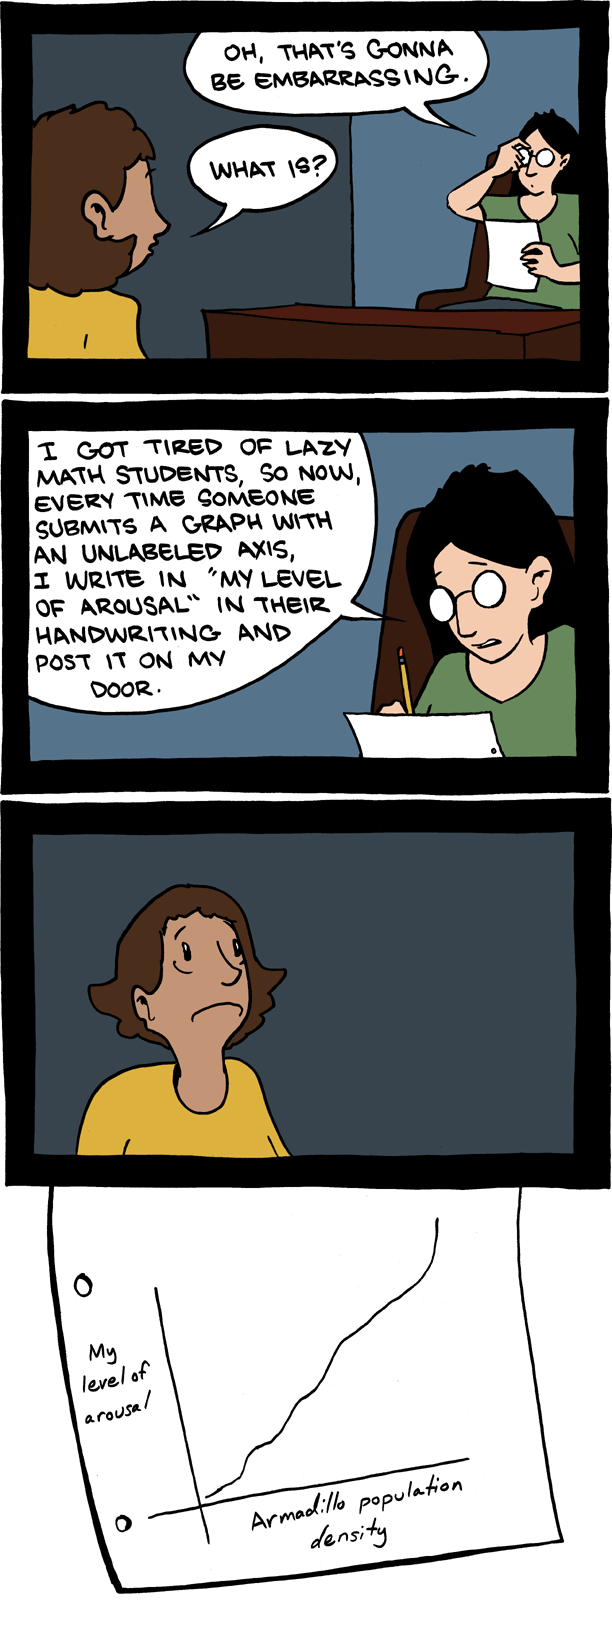 OH, THAT'S GONNA
BE EMBARRASSING.
WHAT IS?
I GOT TIRED OF LAZY
MATH STUDENTS, SO NOW,
EVERY TIME SOMEONE
SUBMITS A GRAPH WITH
AN UNLABELED AXIS,
I WRITE IN "MY LEVEL
OF AROUSAL" IN THEIR
HANDWRITING AND
POST IT ON MY
DOOR.
My
level of
arousal
Armadillo population
density